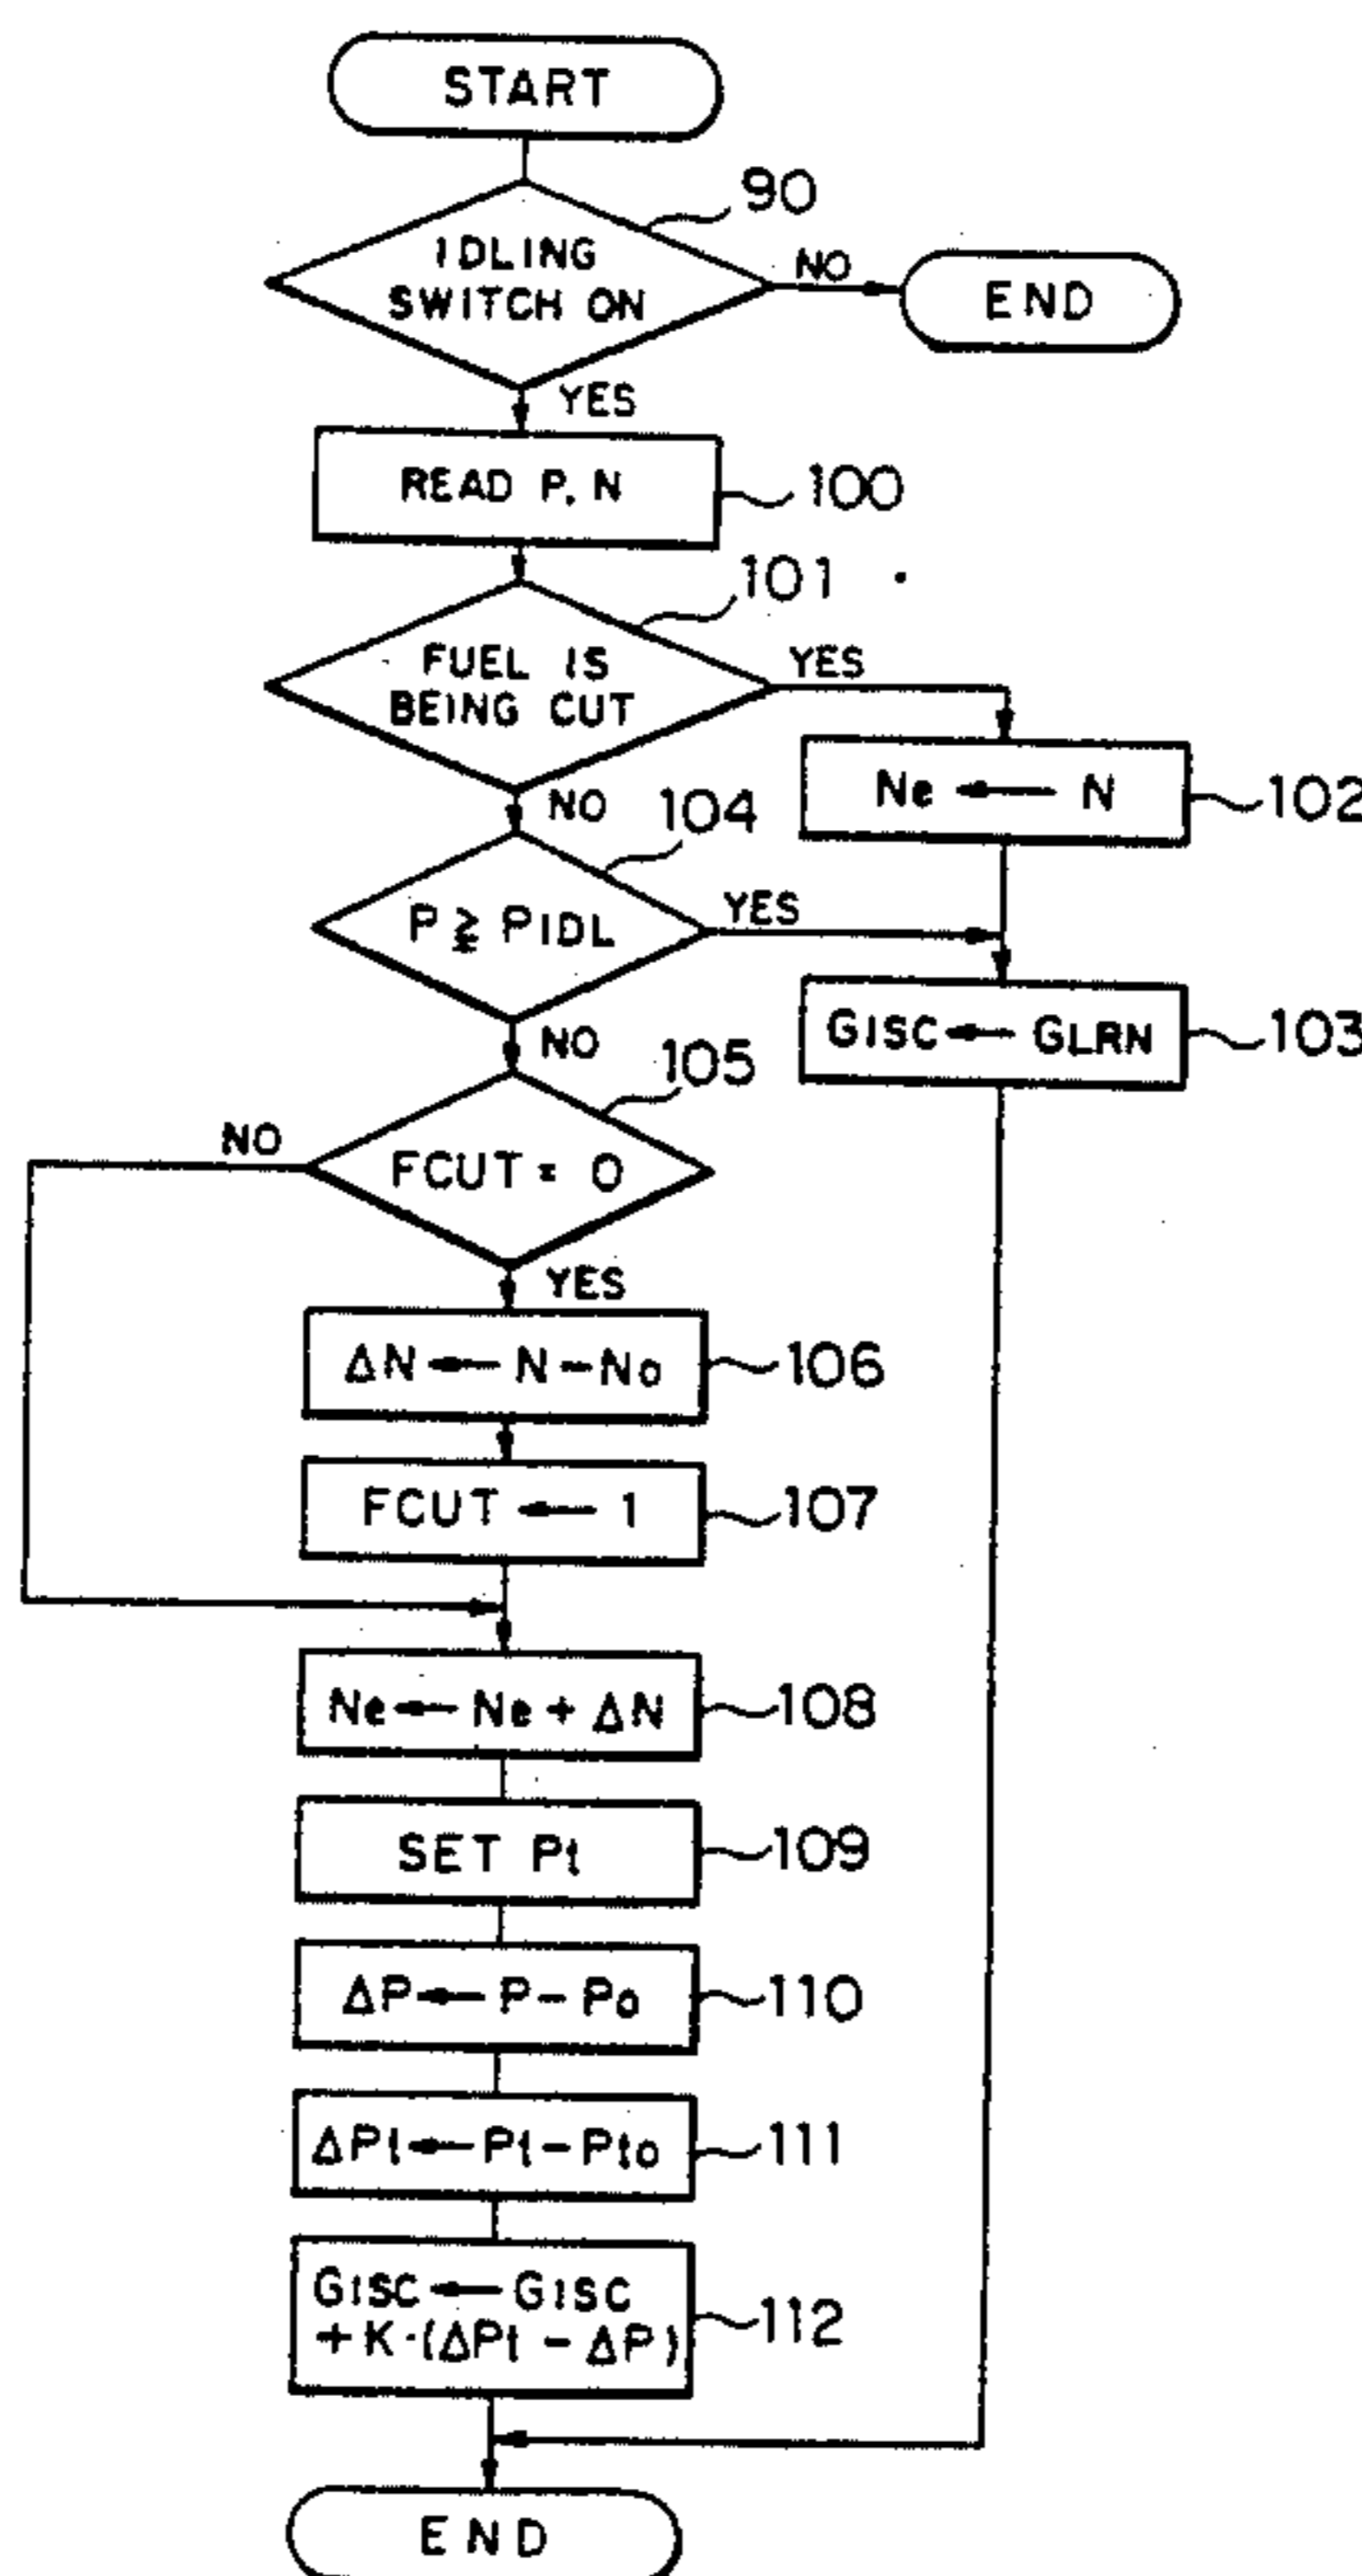 START
90
IDLING
SWITCH ON
NO
END
YES
READ P, N
100
101
FUEL IS
BEING CUT
YES
Ne ← N
102
NO
104
P ≧ PIDL
YES
GISC ← GLRN
103
NO
105
FCUT = 0
NO
YES
ΔN ← N - No
106
FCUT ← 1
107
Ne ← Ne + ΔN
108
SET Pt
109
ΔP ← P - Po
110
ΔPt ← Pt - Pto
111
GISC ← GISC
+ K·(ΔPt - ΔP)
112
END